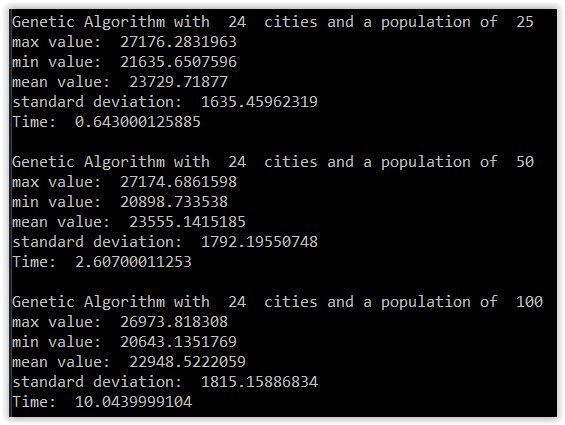 Genetic Algorithm with  24  cities and a population of  25
max value:  27176.2831963
min value:  21635.6507596
mean value:  23729.71877
standard deviation:  1635.45962319
Time:  0.643000125885
Genetic Algorithm with  24  cities and a population of  50
max value:  27174.6861598
min value:  20898.733538
mean value:  23555.1415185
standard deviation:  1792.19550748
Time:  2.60700011253
Genetic Algorithm with  24  cities and a population of  100
max value:  26973.818308
min value:  20643.1351769
mean value:  22948.5222059
standard deviation:  1815.15886834
Time:  10.0439999104